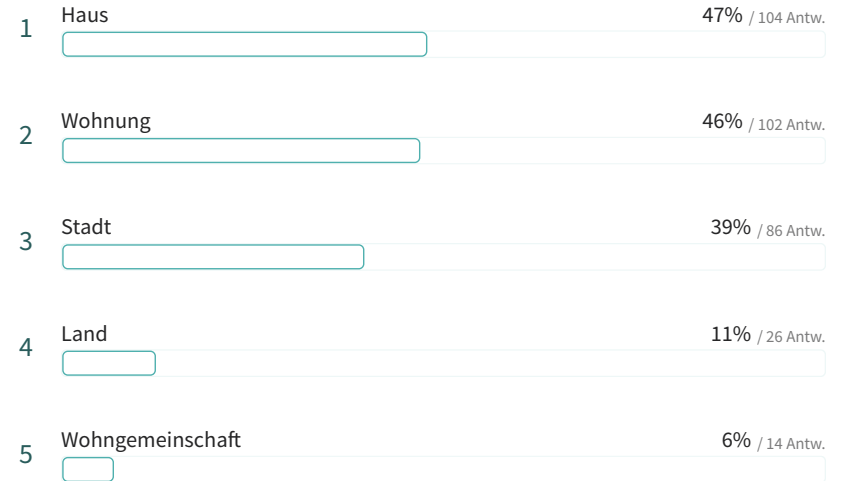 1 Haus 47% / 104 Antw.
2 Wohnung 46% / 102 Antw.
3 Stadt 39% / 86 Antw.
4 Land 11% / 26 Antw.
5 Wohngemeinschaft 6% / 14 Antw.